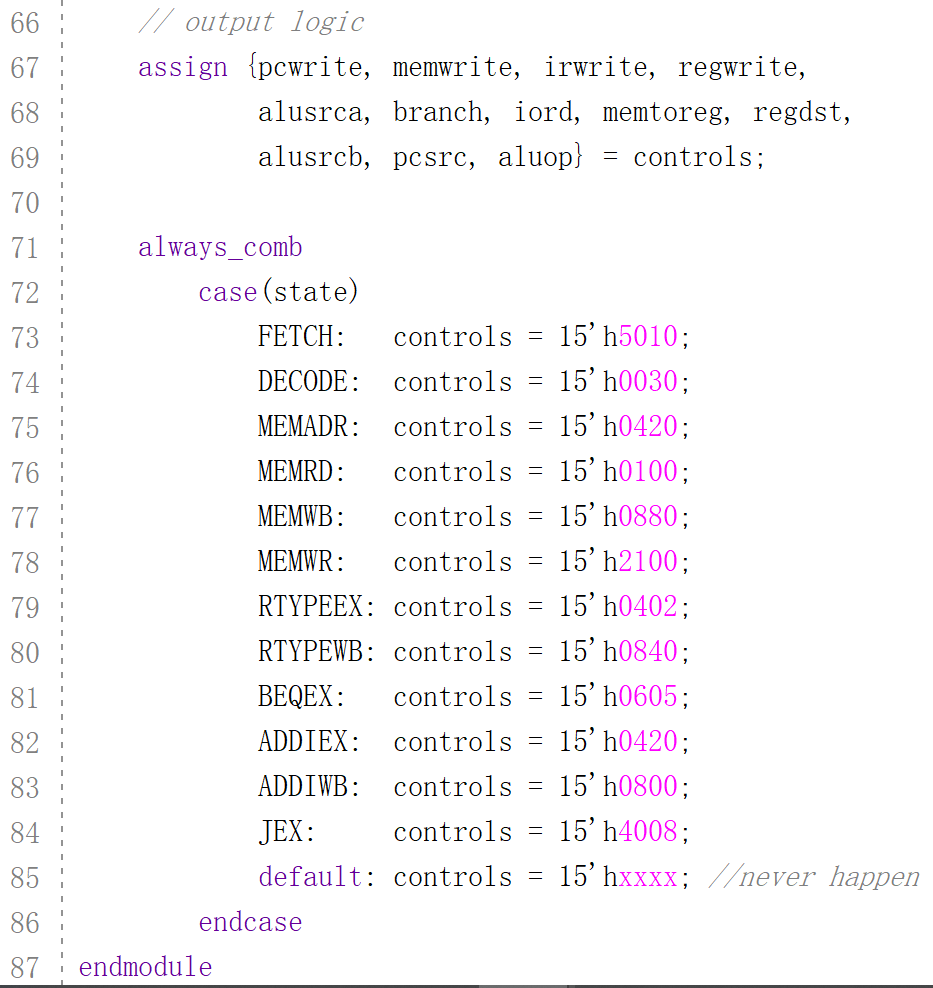 66 // output logic
67 assign {pcwrite, memwrite, irwrite, regwrite,
68 alusrca, branch, iord, memtoreg, regdst,
69 alusrcb, pcsrc, aluop} = controls;
70
71 always_comb
72 case(state)
73 FETCH: controls = 15'h5010;
74 DECODE: controls = 15'h0030;
75 MEMADR: controls = 15'h0420;
76 MEMRD: controls = 15'h0100;
77 MEMWB: controls = 15'h0880;
78 MEMWR: controls = 15'h2100;
79 RTYPEEX: controls = 15'h0402;
80 RTYPEWB: controls = 15'h0840;
81 BEQEX: controls = 15'h0605;
82 ADDIEX: controls = 15'h0420;
83 ADDIWB: controls = 15'h0800;
84 JEX: controls = 15'h4008;
85 default: controls = 15'hxxxx; //never happen
86 endcase
87 endmodule